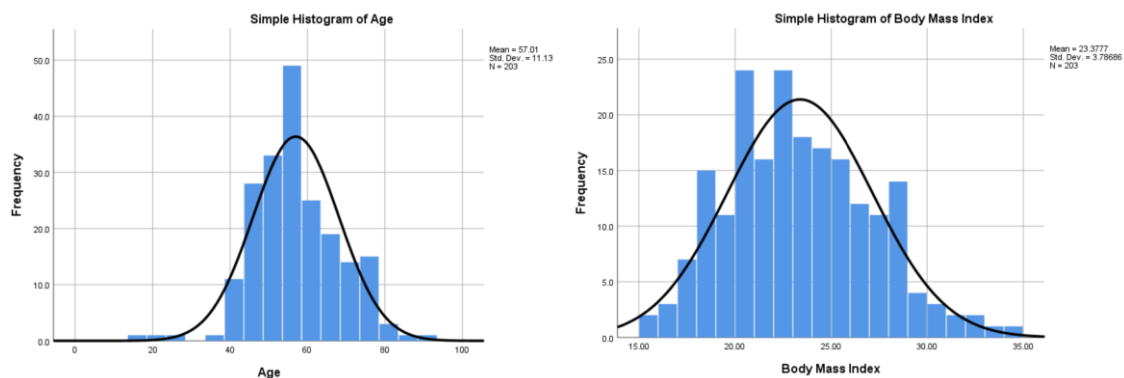 Simple Histogram of Age
Mean = 57.01
Std. Dev. = 11.13
N = 203
50.0
40.0
30.0
20.0
10.0
0.0
Frequency
0 20 40 60 80 100
Age
Simple Histogram of Body Mass Index
Mean = 23.3777
Std. Dev. = 3.78686
N = 203
25.0
20.0
15.0
10.0
5.0
0.0
Frequency
15.00 20.00 25.00 30.00 35.00
Body Mass Index